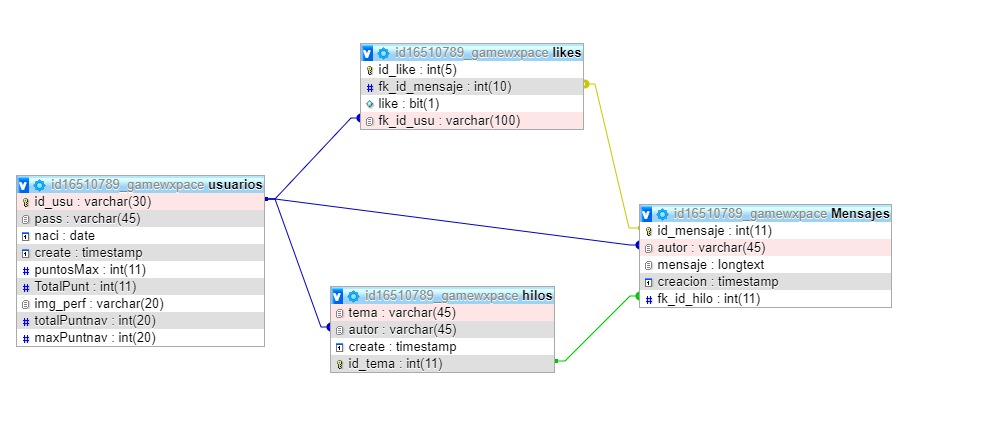 id16510789_gamewxpace likes
id_like : int(5)
fk_id_mensaje : int(10)
like : bit(1)
fk_id_usu : varchar(100)
id16510789_gamewxpace usuarios
id_usu : varchar(30)
pass : varchar(45)
naci : date
create : timestamp
puntosMax : int(11)
TotalPunt : int(11)
img_perf : varchar(20)
totalPuntnav : int(20)
maxPuntnav : int(20)
id16510789_gamewxpace Mensajes
id_mensaje : int(11)
autor : varchar(45)
mensaje : longtext
creacion : timestamp
fk_id_hilo : int(11)
id16510789_gamewxpace hilos
tema : varchar(45)
autor : varchar(45)
create : timestamp
id_tema : int(11)